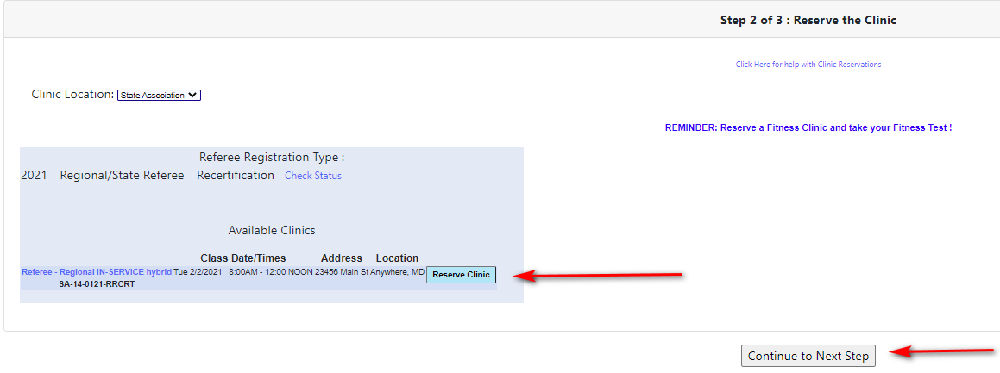 Step 2 of 3 : Reserve the Clinic
Click Here for help with Clinic Reservations
Clinic Location: State Association
REMINDER: Reserve a Fitness Clinic and take your Fitness Test !
Referee Registration Type :
2021 Regional/State Referee Recertification Check Status
Available Clinics
Class Date/Times Address Location
Referee - Regional IN-SERVICE hybrid Tue 2/2/2021 8:00AM - 12:00 NOON 23456 Main St Anywhere, MD Reserve Clinic
SA-14-0121-RRCRT
Continue to Next Step